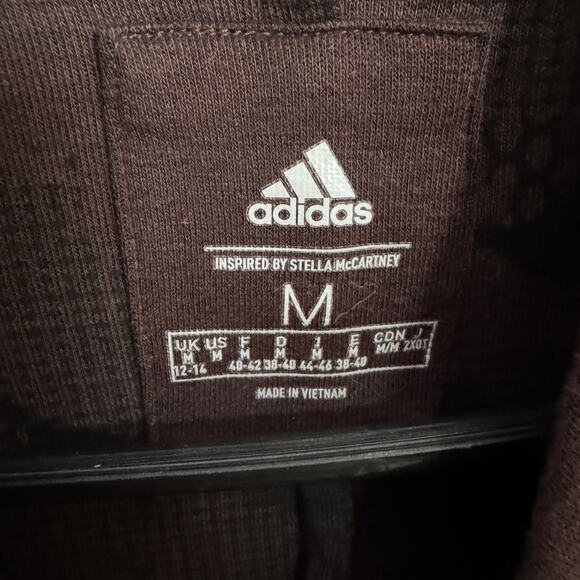 adidas
INSPIRED BY STELLA McCARTNEY
M
UK US F D I E CDN J
M M M M M M M/M 2XOT
12-14 40-42 38-40 44-46 38-40
MADE IN VIETNAM